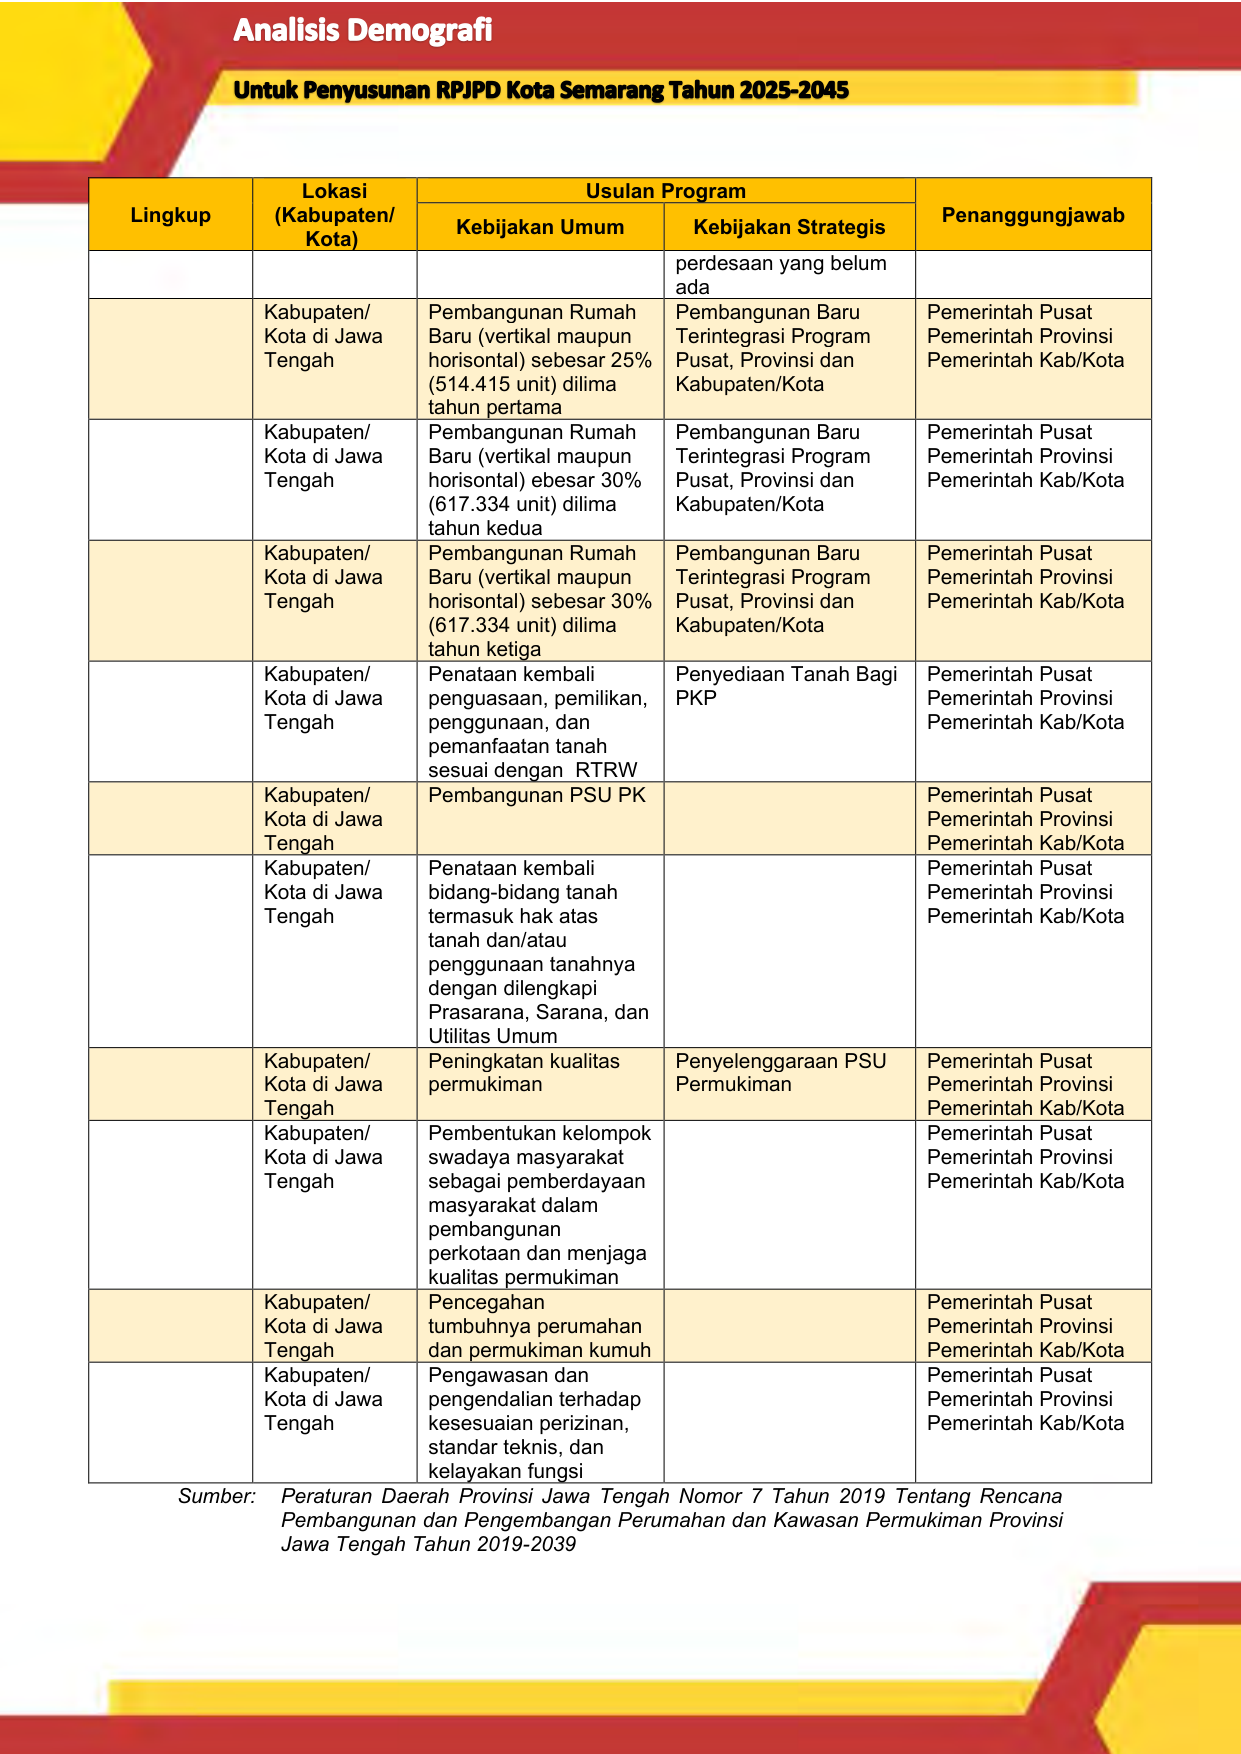 Analisis Demografi
Untuk Penyusunan RPJPD Kota Semarang Tahun 2025-2045
Lingkup
Lokasi
(Kabupaten/
Kota)
Usulan Program
Kebijakan Umum
Kebijakan Strategis
Penanggungjawab
perdesaan yang belum
ada
Kabupaten/
Kota di Jawa
Tengah
Pembangunan Rumah
Baru (vertikal maupun
horisontal) sebesar 25%
(514.415 unit) dilima
tahun pertama
Pembangunan Baru
Terintegrasi Program
Pusat, Provinsi dan
Kabupaten/Kota
Pemerintah Pusat
Pemerintah Provinsi
Pemerintah Kab/Kota
Kabupaten/
Kota di Jawa
Tengah
Pembangunan Rumah
Baru (vertikal maupun
horisontal) ebesar 30%
(617.334 unit) dilima
tahun kedua
Pembangunan Baru
Terintegrasi Program
Pusat, Provinsi dan
Kabupaten/Kota
Pemerintah Pusat
Pemerintah Provinsi
Pemerintah Kab/Kota
Kabupaten/
Kota di Jawa
Tengah
Pembangunan Rumah
Baru (vertikal maupun
horisontal) sebesar 30%
(617.334 unit) dilima
tahun ketiga
Pembangunan Baru
Terintegrasi Program
Pusat, Provinsi dan
Kabupaten/Kota
Pemerintah Pusat
Pemerintah Provinsi
Pemerintah Kab/Kota
Kabupaten/
Kota di Jawa
Tengah
Penataan kembali
penguasaan, pemilikan,
penggunaan, dan
pemanfaatan tanah
sesuai dengan RTRW
Penyediaan Tanah Bagi
PKP
Pemerintah Pusat
Pemerintah Provinsi
Pemerintah Kab/Kota
Kabupaten/
Kota di Jawa
Tengah
Pembangunan PSU PK
Pemerintah Pusat
Pemerintah Provinsi
Pemerintah Kab/Kota
Kabupaten/
Kota di Jawa
Tengah
Penataan kembali
bidang-bidang tanah
termasuk hak atas
tanah dan/atau
penggunaan tanahnya
dengan dilengkapi
Prasarana, Sarana, dan
Utilitas Umum
Pemerintah Pusat
Pemerintah Provinsi
Pemerintah Kab/Kota
Kabupaten/
Kota di Jawa
Tengah
Peningkatan kualitas
permukiman
Penyelenggaraan PSU
Permukiman
Pemerintah Pusat
Pemerintah Provinsi
Pemerintah Kab/Kota
Kabupaten/
Kota di Jawa
Tengah
Pembentukan kelompok
swadaya masyarakat
sebagai pemberdayaan
masyarakat dalam
pembangunan
perkotaan dan menjaga
kualitas permukiman
Pemerintah Pusat
Pemerintah Provinsi
Pemerintah Kab/Kota
Kabupaten/
Kota di Jawa
Tengah
Pencegahan
tumbuhnya perumahan
dan permukiman kumuh
Pemerintah Pusat
Pemerintah Provinsi
Pemerintah Kab/Kota
Kabupaten/
Kota di Jawa
Tengah
Pengawasan dan
pengendalian terhadap
kesesuaian perizinan,
standar teknis, dan
kelayakan fungsi
Pemerintah Pusat
Pemerintah Provinsi
Pemerintah Kab/Kota
Sumber: Peraturan Daerah Provinsi Jawa Tengah Nomor 7 Tahun 2019 Tentang Rencana
Pembangunan dan Pengembangan Perumahan dan Kawasan Permukiman Provinsi
Jawa Tengah Tahun 2019-2039